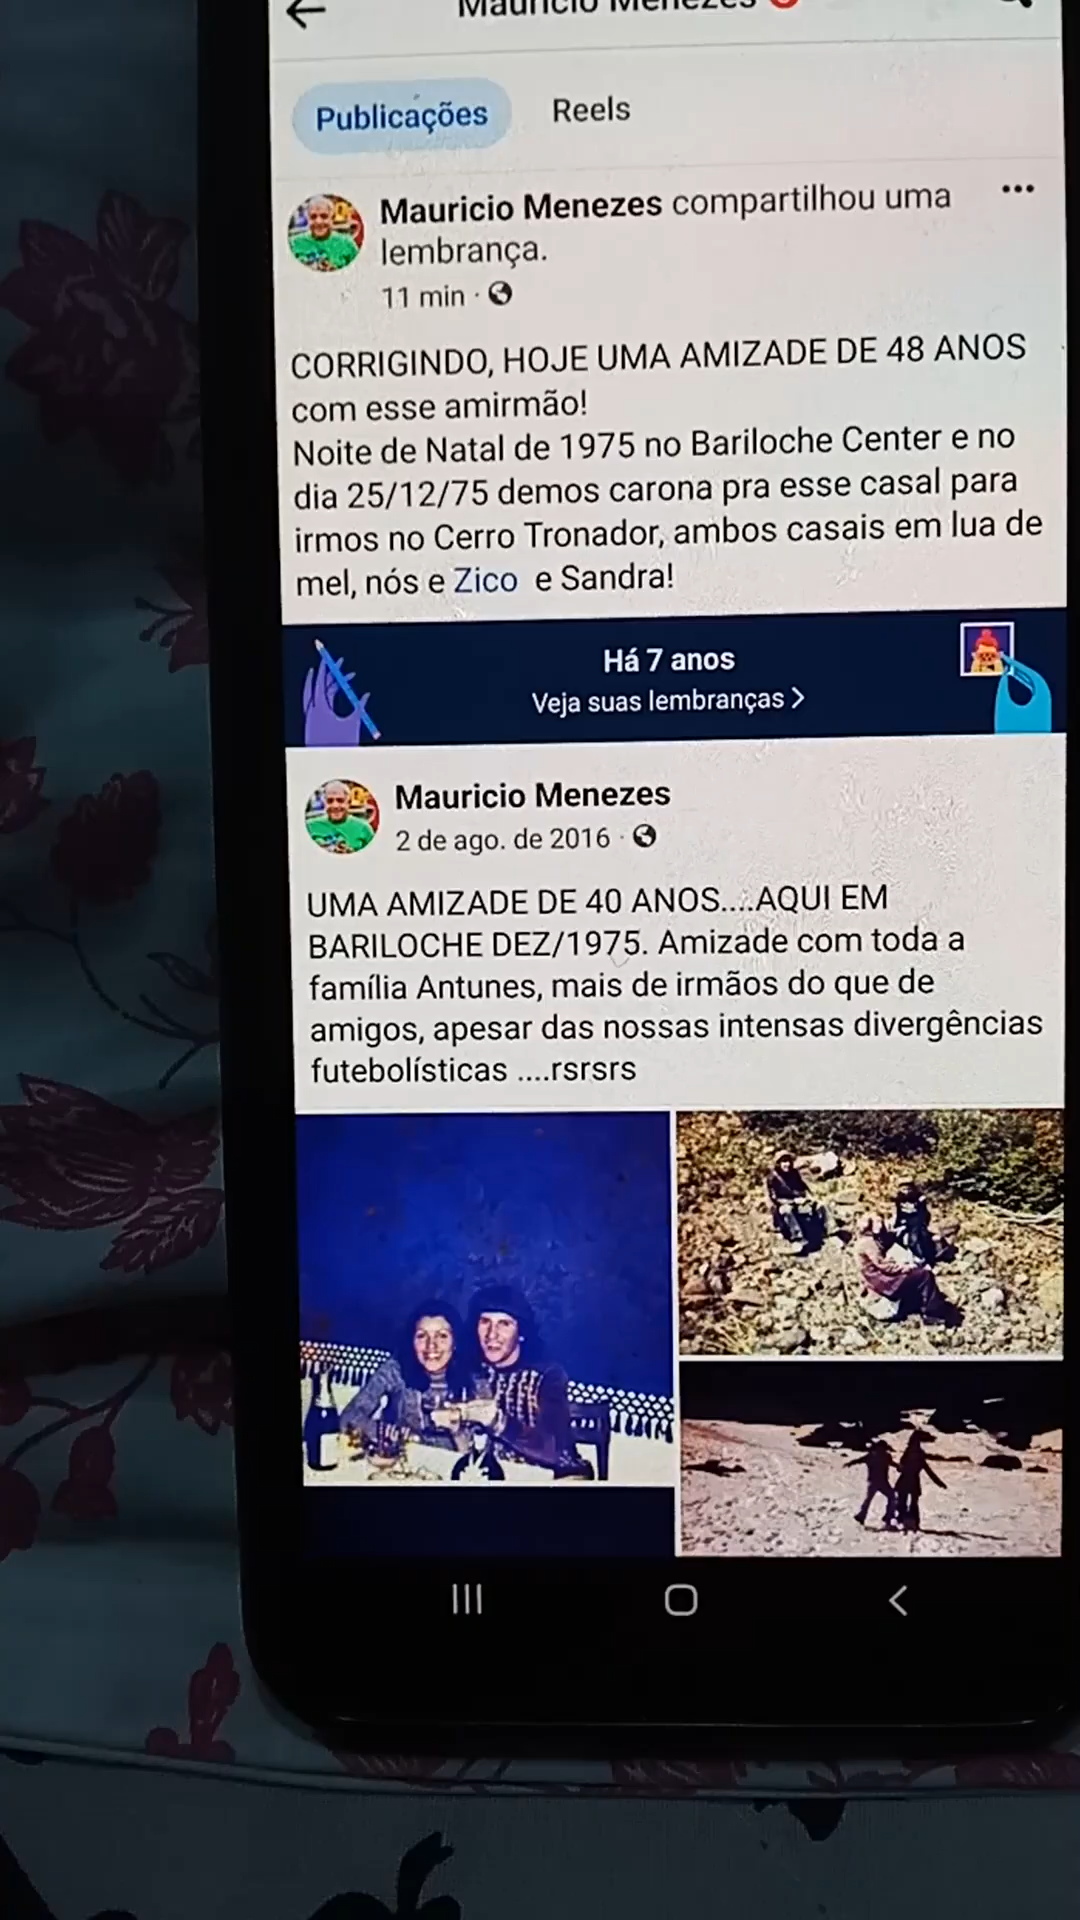 Mauricio Menezes
Publicações Reels
Mauricio Menezes compartilhou uma
lembrança.
11 min ·
CORRIGINDO, HOJE UMA AMIZADE DE 48 ANOS
com esse amirmão!
Noite de Natal de 1975 no Bariloche Center e no
dia 25/12/75 demos carona pra esse casal para
irmos no Cerro Tronador, ambos casais em lua de
mel, nós e Zico e Sandra!
Há 7 anos
Veja suas lembranças >
Mauricio Menezes
2 de ago. de 2016 ·
UMA AMIZADE DE 40 ANOS....AQUI EM
BARILOCHE DEZ/1975. Amizade com toda a
família Antunes, mais de irmãos do que de
amigos, apesar das nossas intensas divergências
futebolísticas ....rsrsrs